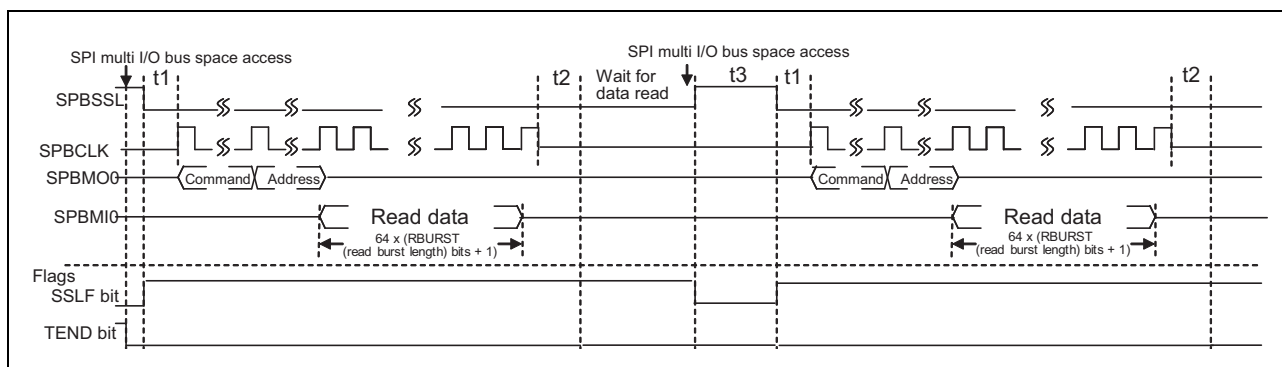 SPI multi I/O bus space access
SPI multi I/O bus space access
t1
t2
Wait for
data read
t3
t1
t2
SPBSSL
SPBCLK
SPBMO0
Command
Address
Command
Address
SPBMI0
Read data
64 x (RBURST
(read burst length) bits + 1)
Read data
64 x (RBURST
(read burst length) bits + 1)
Flags
SSLF bit
TEND bit